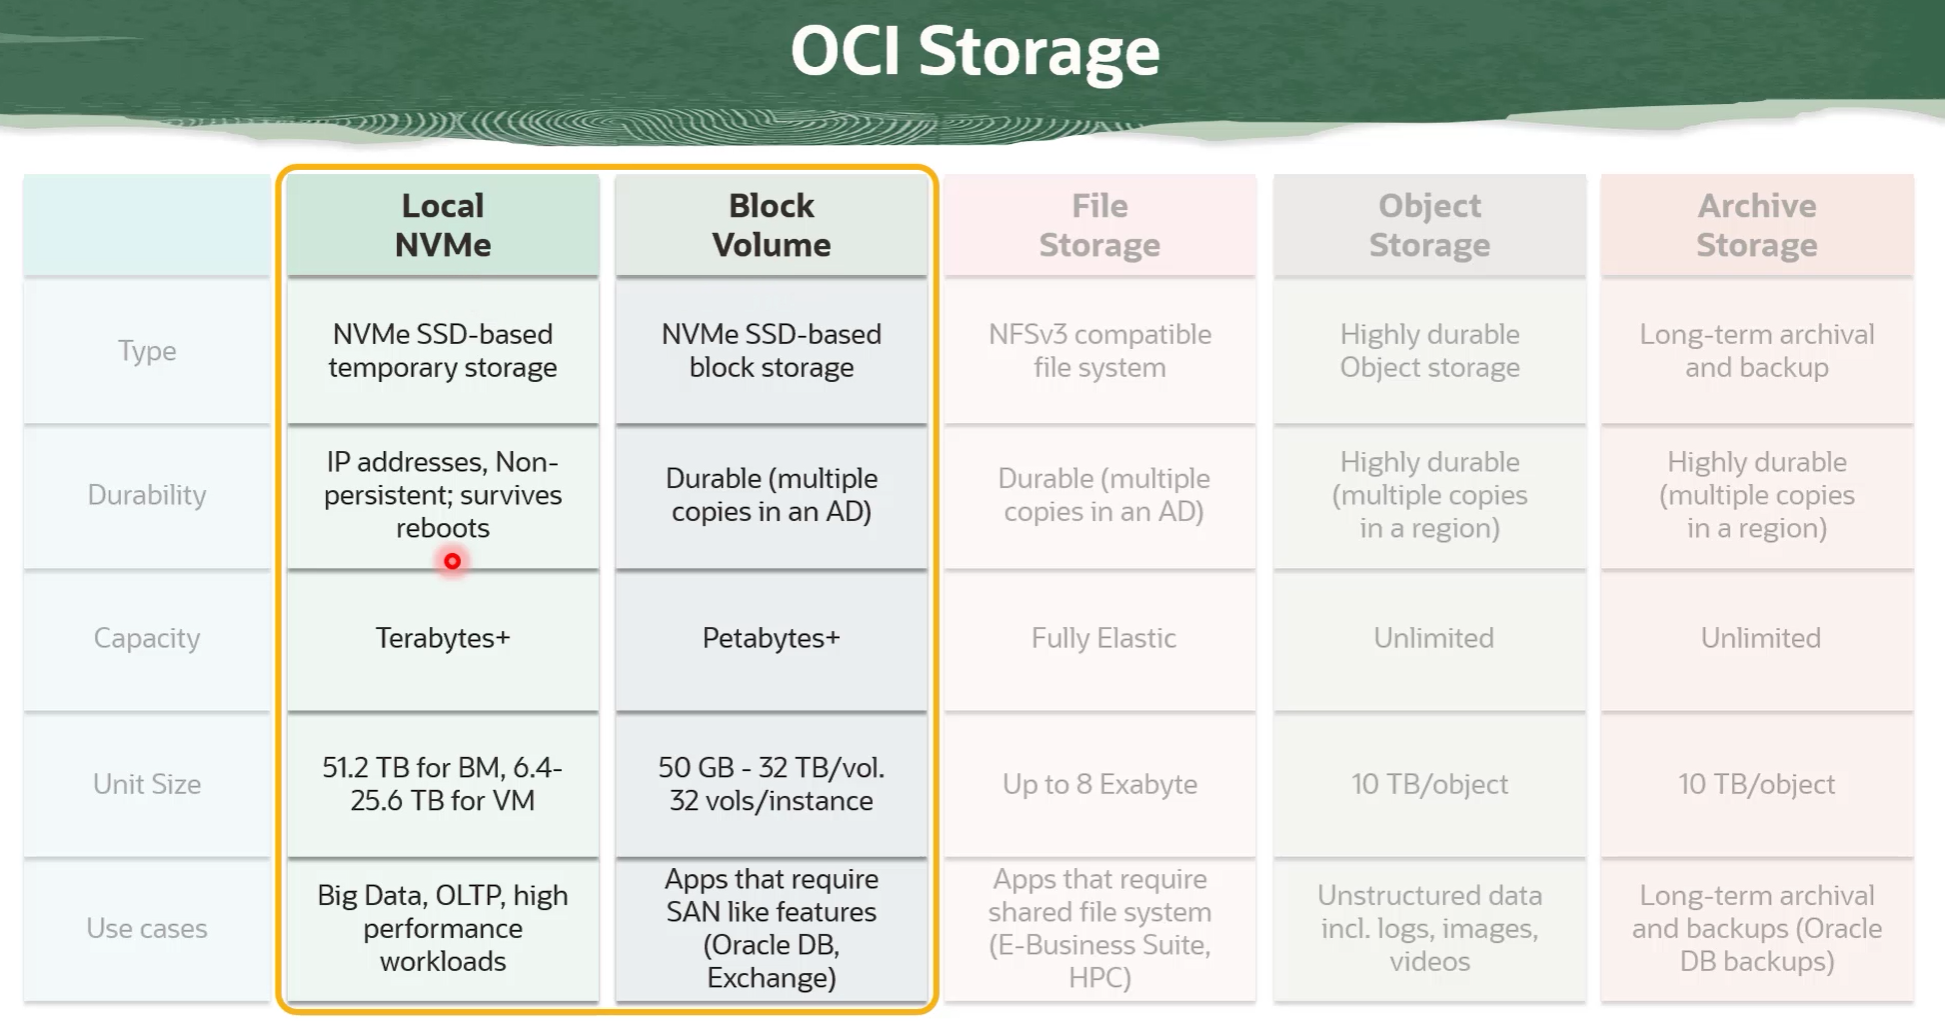 OCI Storage
Local
NVMe
Block
Volume
File
Storage
Object
Storage
Archive
Storage
Type
NVMe SSD-based
temporary storage
NVMe SSD-based
block storage
NFSv3 compatible
file system
Highly durable
Object storage
Long-term archival
and backup
Durability
IP addresses, Non-
persistent; survives
reboots
Durable (multiple
copies in an AD)
Durable (multiple
copies in an AD)
Highly durable
(multiple copies
in a region)
Highly durable
(multiple copies
in a region)
Capacity
Terabytes+
Petabytes+
Fully Elastic
Unlimited
Unlimited
Unit Size
51.2 TB for BM, 6.4-
25.6 TB for VM
50 GB - 32 TB/vol.
32 vols/instance
Up to 8 Exabyte
10 TB/object
10 TB/object
Use cases
Big Data, OLTP, high
performance
workloads
Apps that require
SAN like features
(Oracle DB,
Exchange)
Apps that require
shared file system
(E-Business Suite,
HPC)
Unstructured data
incl. logs, images,
videos
Long-term archival
and backups (Oracle
DB backups)